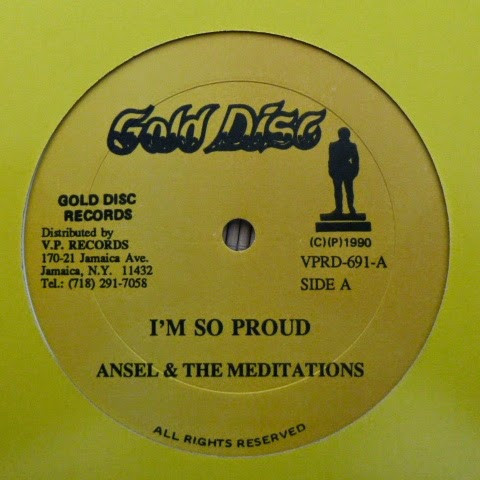 Gold Disc
GOLD DISC
RECORDS
Distributed by
V.P. RECORDS
170-21 Jamaica Ave.
Jamaica, N.Y. 11432
Tel.: (718) 291-7058
(C)(P)1990
VPRD-691-A
SIDE A
I'M SO PROUD
ANSEL & THE MEDITATIONS
ALL RIGHTS RESERVED